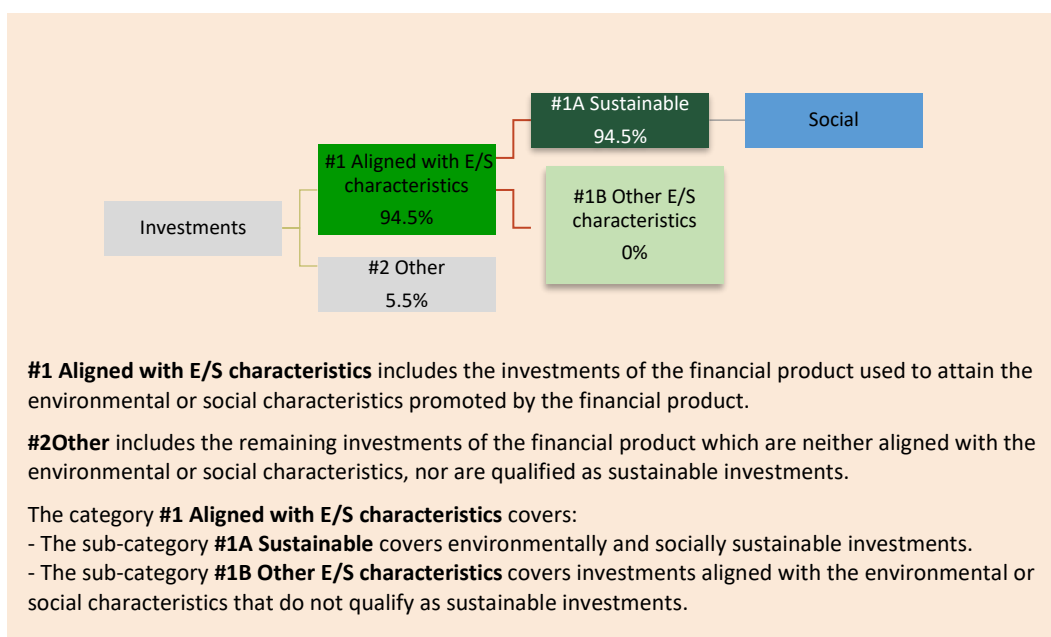 #1A Sustainable
94.5%
Social
#1 Aligned with E/S
characteristics
94.5%
#1B Other E/S
characteristics
0%
Investments
#2 Other
5.5%
#1 Aligned with E/S characteristics includes the investments of the financial product used to attain the
environmental or social characteristics promoted by the financial product.
#2Other includes the remaining investments of the financial product which are neither aligned with the
environmental or social characteristics, nor are qualified as sustainable investments.
The category #1 Aligned with E/S characteristics covers:
- The sub-category #1A Sustainable covers environmentally and socially sustainable investments.
- The sub-category #1B Other E/S characteristics covers investments aligned with the environmental or
social characteristics that do not qualify as sustainable investments.